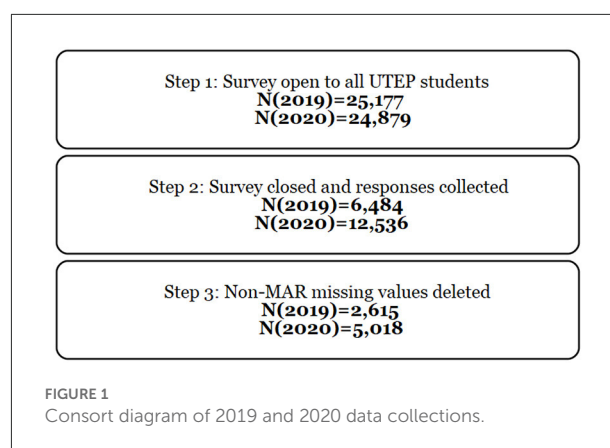 Step 1: Survey open to all UTEP students
N(2019)=25,177
N(2020)=24,879
Step 2: Survey closed and responses collected
N(2019)=6,484
N(2020)=12,536
Step 3: Non-MAR missing values deleted
N(2019)=2,615
N(2020)=5,018
FIGURE 1
Consort diagram of 2019 and 2020 data collections.